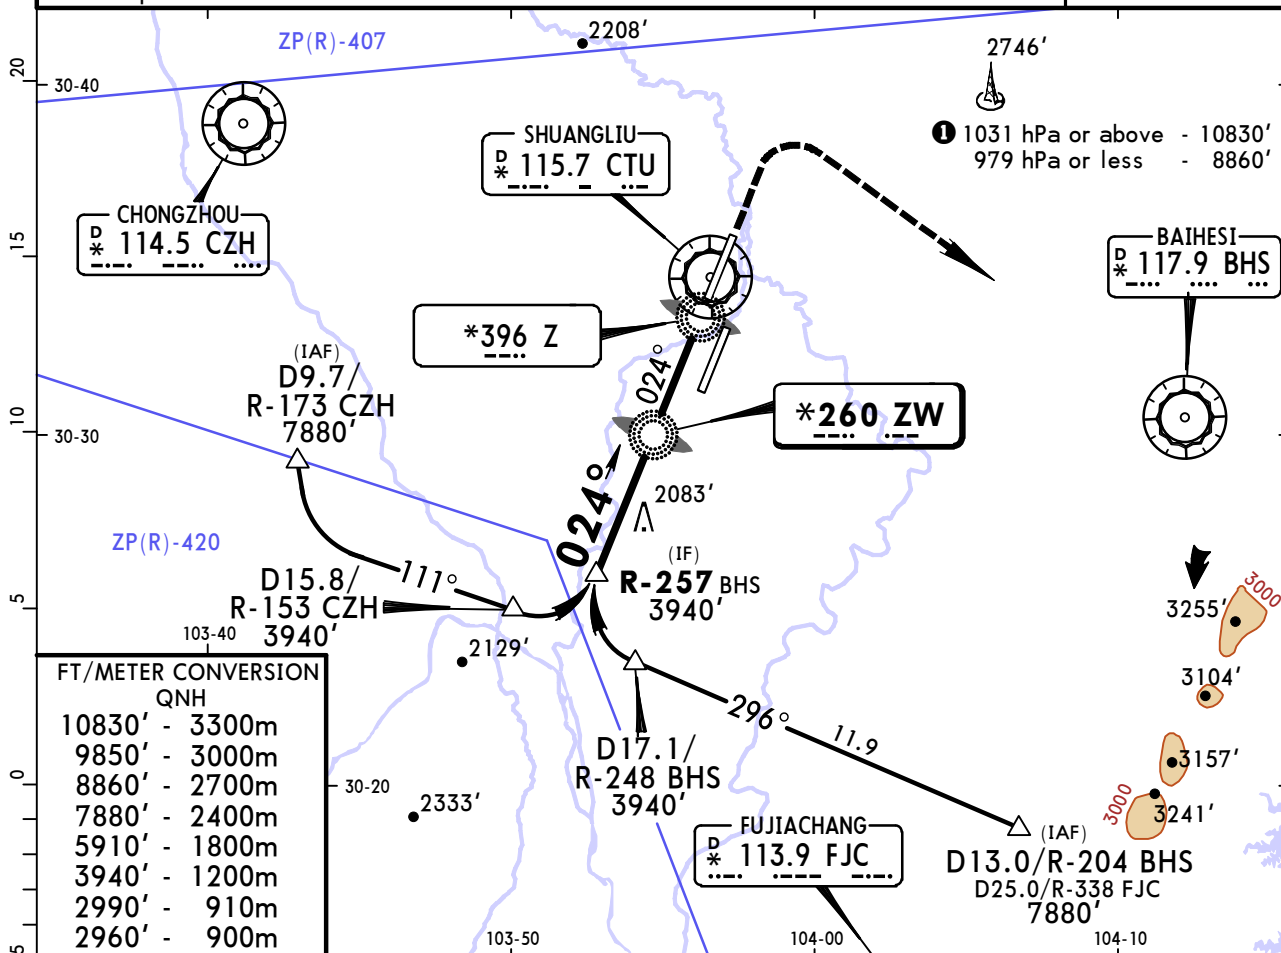 ZP(R)-407
2208'
2746'
20
30-40
❶ 1031 hPa or above - 10830'
979 hPa or less - 8860'
SHUANGLIU
D
* 115.7 CTU
CHONGZHOU
D
* 114.5 CZH
15
BAIHESI
D
* 117.9 BHS
*396 Z
(IAF)
D9.7/
R-173 CZH
7880'
024°
*260 ZW
10
30-30
024°
2083'
ZP(R)-420
(IF)
R-257 BHS
3940'
111°
D15.8/
R-153 CZH
3940'
5
103-40
2129'
3000
3255'
3104'
FT/METER CONVERSION
QNH
10830' - 3300m
9850' - 3000m
8860' - 2700m
7880' - 2400m
5910' - 1800m
3940' - 1200m
2990' - 910m
2960' - 900m
296°
11.9
D17.1/
R-248 BHS
3940'
3157'
0
30-20
2333'
3000
3241'
FUJIACHANG
D
* 113.9 FJC
(IAF)
D13.0/R-204 BHS
D25.0/R-338 FJC
7880'
5
103-50
104-00
104-10